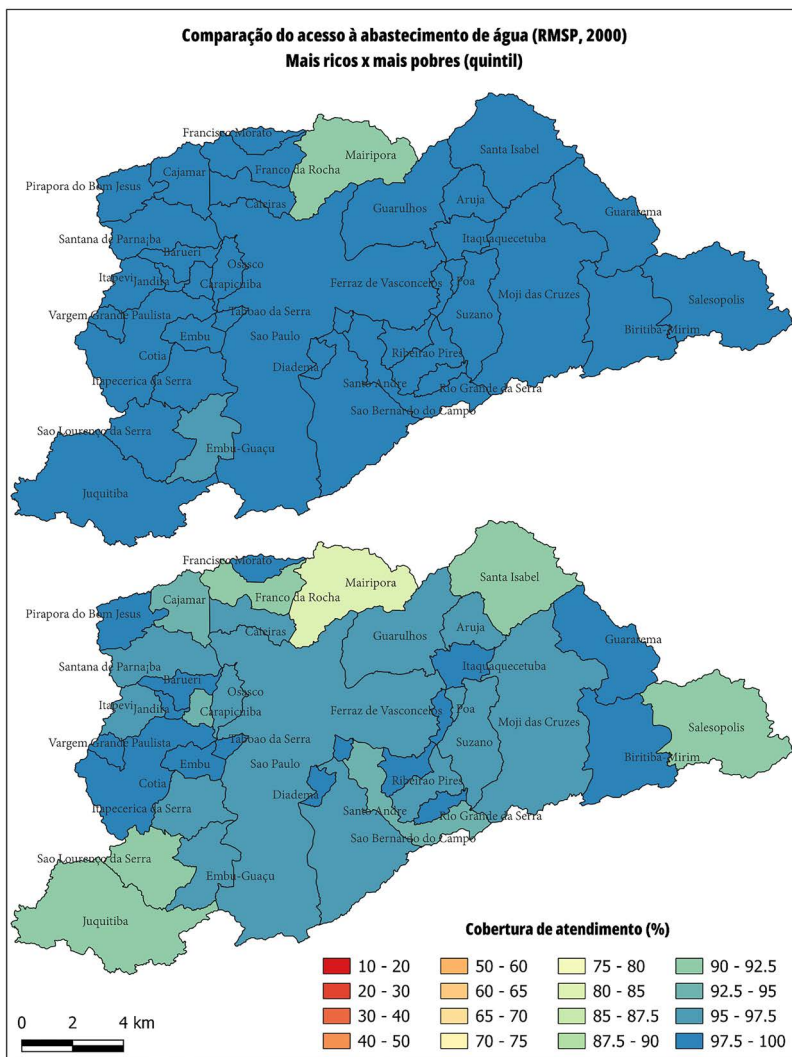 Comparação do acesso à abastecimento de água (RMSP, 2000)
Mais ricos x mais pobres (quintil)
Francisco Morato
Mairipora
Santa Isabel
Cajamar
Franco da Rocha
Pirapora do Bom Jesus
Aruja
Caleiras
Guarulhos
Guararema
Santana de Parna¡ba
Itaquaquecetuba
Barueri
Osasco
Itapevi
Jandira
Carapicuiba
Ferraz de Vasconcelos
Poa
Moji das Cruzes
Salesopolis
Vargem Grande Paulista
Taboao da Serra
Suzano
Embu
Sao Paulo
Biritiba-Mirim
Cotia
Ribeirao Pires
Diadema
Itapecerica da Serra
Santo Andre
Rio Grande da Serra
Sao Bernardo do Campo
Sao Lourenço da Serra
Embu-Guaçu
Juquitiba
Francisco Morato
Mairipora
Santa Isabel
Cajamar
Franco da Rocha
Pirapora do Bom Jesus
Aruja
Caleiras
Guarulhos
Guararema
Santana de Parna¡ba
Itaquaquecetuba
Barueri
Osasco
Itapevi
Jandira
Carapicuiba
Ferraz de Vasconcelos
Poa
Moji das Cruzes
Salesopolis
Vargem Grande Paulista
Taboao da Serra
Suzano
Embu
Sao Paulo
Biritiba-Mirim
Cotia
Ribeirao Pires
Diadema
Itapecerica da Serra
Santo Andre
Rio Grande da Serra
Sao Bernardo do Campo
Sao Lourenço da Serra
Embu-Guaçu
Juquitiba
Cobertura de atendimento (%)
10 - 20
20 - 30
30 - 40
40 - 50
50 - 60
60 - 65
65 - 70
70 - 75
75 - 80
80 - 85
85 - 87.5
87.5 - 90
90 - 92.5
92.5 - 95
95 - 97.5
97.5 - 100
0 2 4 km